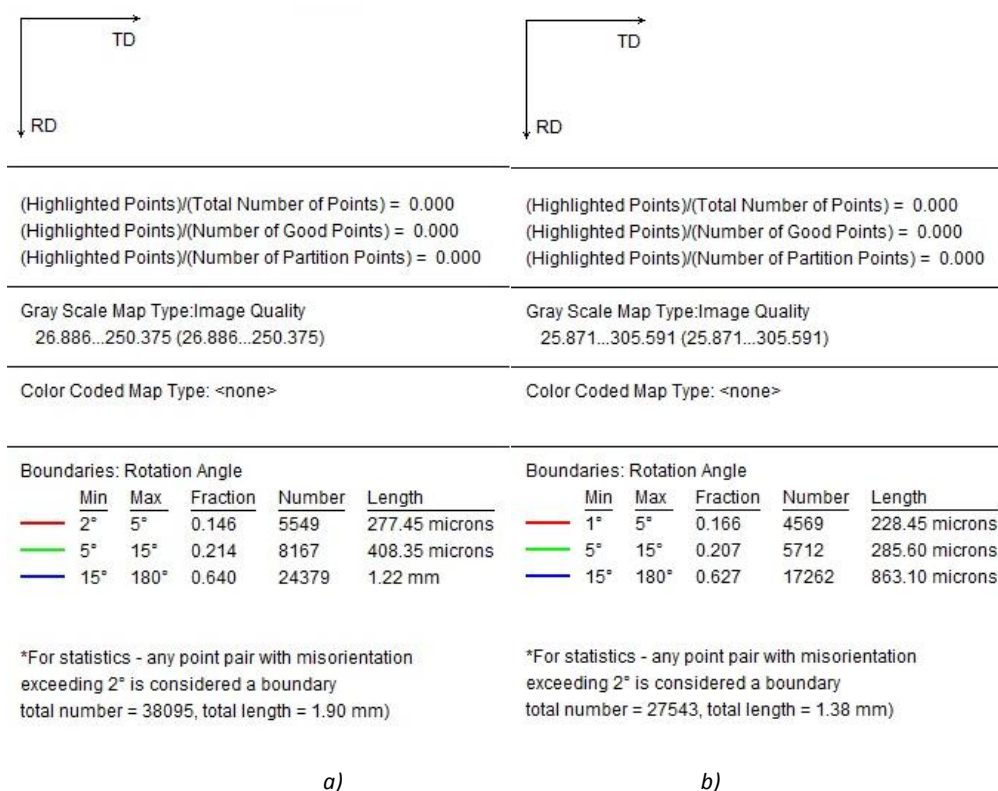 TD
RD
(Highlighted Points)/(Total Number of Points) = 0.000
(Highlighted Points)/(Number of Good Points) = 0.000
(Highlighted Points)/(Number of Partition Points) = 0.000
Gray Scale Map Type:Image Quality
26.886...250.375 (26.886...250.375)
Color Coded Map Type: <none>
Boundaries: Rotation Angle
Min Max Fraction Number Length
2° 5° 0.146 5549 277.45 microns
5° 15° 0.214 8167 408.35 microns
15° 180° 0.640 24379 1.22 mm
*For statistics - any point pair with misorientation
exceeding 2° is considered a boundary
total number = 38095, total length = 1.90 mm)
a)
TD
RD
(Highlighted Points)/(Total Number of Points) = 0.000
(Highlighted Points)/(Number of Good Points) = 0.000
(Highlighted Points)/(Number of Partition Points) = 0.000
Gray Scale Map Type:Image Quality
25.871...305.591 (25.871...305.591)
Color Coded Map Type: <none>
Boundaries: Rotation Angle
Min Max Fraction Number Length
1° 5° 0.166 4569 228.45 microns
5° 15° 0.207 5712 285.60 microns
15° 180° 0.627 17262 863.10 microns
*For statistics - any point pair with misorientation
exceeding 2° is considered a boundary
total number = 27543, total length = 1.38 mm)
b)